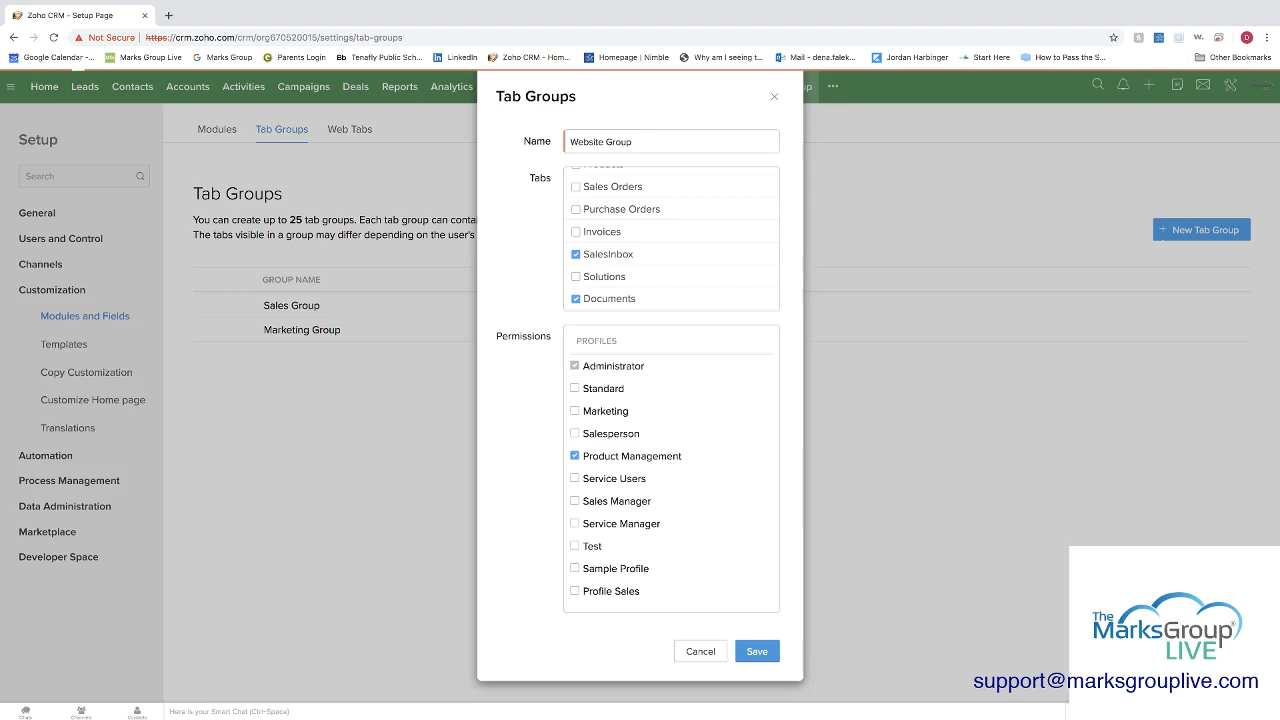 Zoho CRM - Setup Page
Not Secure https://crm.zoho.com/crm/org670520015/settings/tab-groups
Google Calendar -... Marks Group Live Marks Group Parents Login Tenafly Public Sch... LinkedIn Zoho CRM - Hom... Homepage | Nimble Why am I seeing t... Mail - dena.falek... Jordan Harbinger Start Here How to Pass the S... Other Bookmarks
Home Leads Contacts Accounts Activities Campaigns Deals Reports Analytics
Tab Groups
Setup
Modules Tab Groups Web Tabs
Name Website Group
Search
Tab Groups
Tabs
Products
Sales Orders
Purchase Orders
Invoices
SalesInbox
Solutions
Documents
You can create up to 25 tab groups. Each tab group can contai
The tabs visible in a group may differ depending on the user's
New Tab Group
General
Users and Control
Channels
Customization
Modules and Fields
Templates
Copy Customization
Customize Home page
Translations
Automation
Process Management
Data Administration
Marketplace
Developer Space
GROUP NAME
Sales Group
Marketing Group
Permissions
PROFILES
Administrator
Standard
Marketing
Salesperson
Product Management
Service Users
Sales Manager
Service Manager
Test
Sample Profile
Profile Sales
Cancel Save
The
MarksGroup
LIVE
support@marksgrouplive.com
Chats Channels Contacts Here is your Smart Chat (Ctrl+Space)